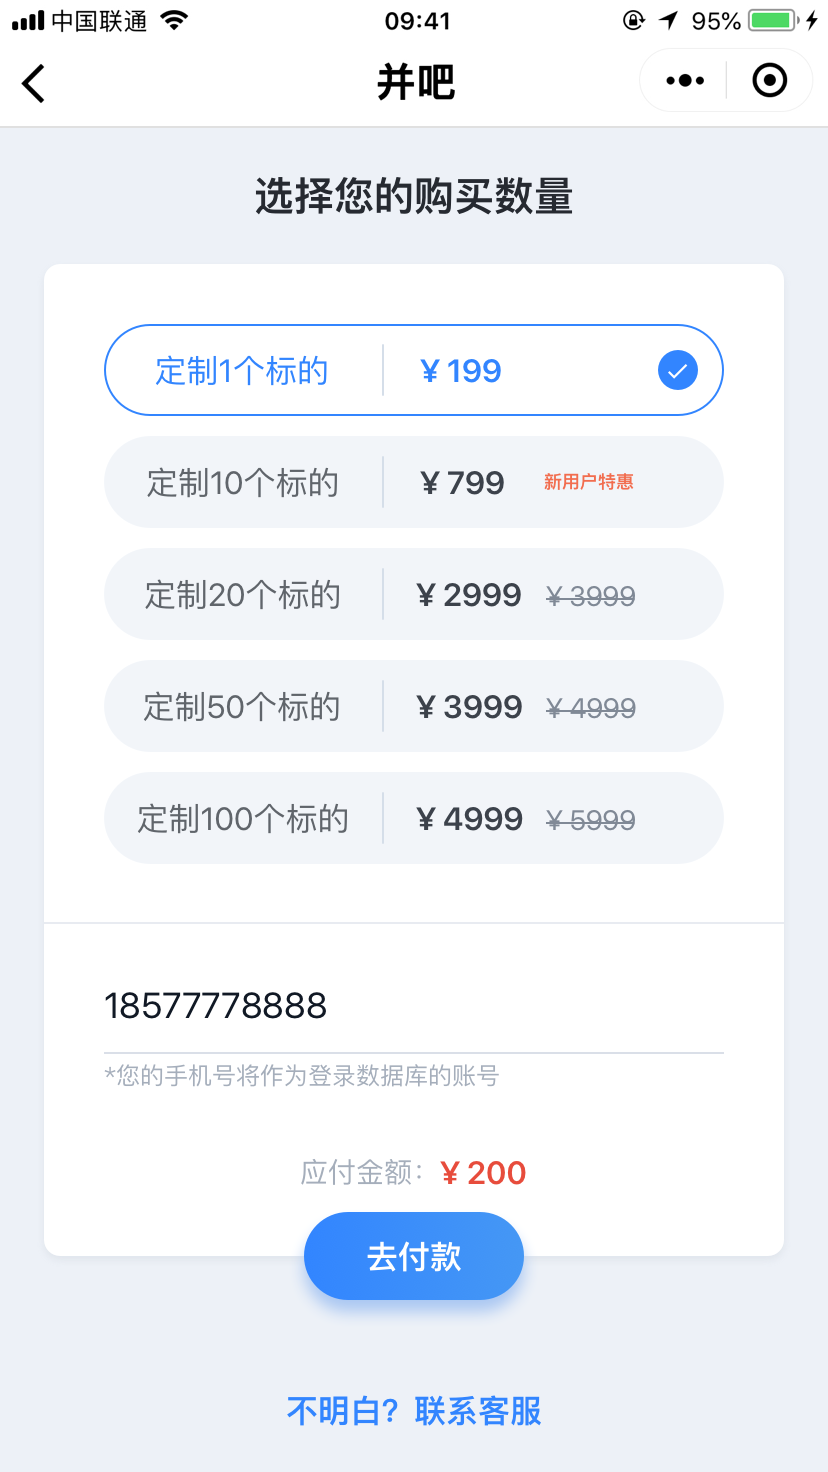 中国联通 09:41 95%
并吧
选择您的购买数量
定制1个标的 ¥199
定制10个标的 ¥799 新用户特惠
定制20个标的 ¥2999 ¥3999
定制50个标的 ¥3999 ¥4999
定制100个标的 ¥4999 ¥5999
18577778888
*您的手机号将作为登录数据库的账号
应付金额：¥200
去付款
不明白？联系客服